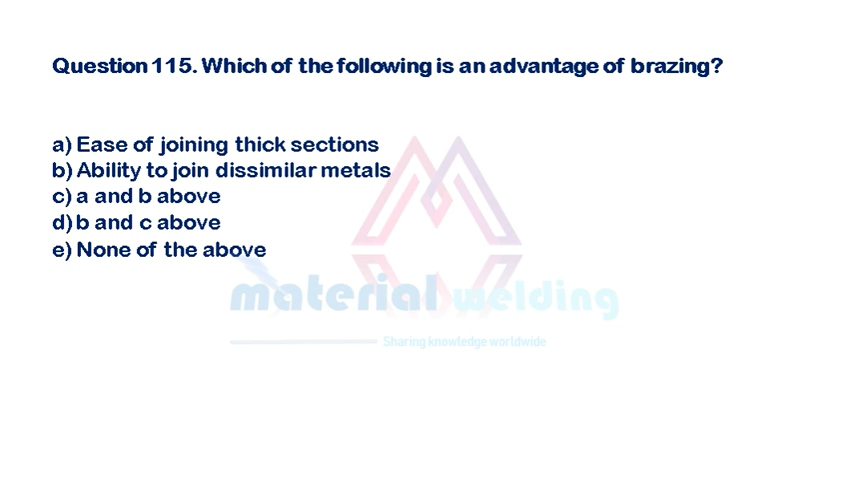 Question 115. Which of the following is an advantage of brazing?
a) Ease of joining thick sections
b) Ability to join dissimilar metals
c) a and b above
d) b and c above
e) None of the above
material welding
Sharing knowledge worldwide